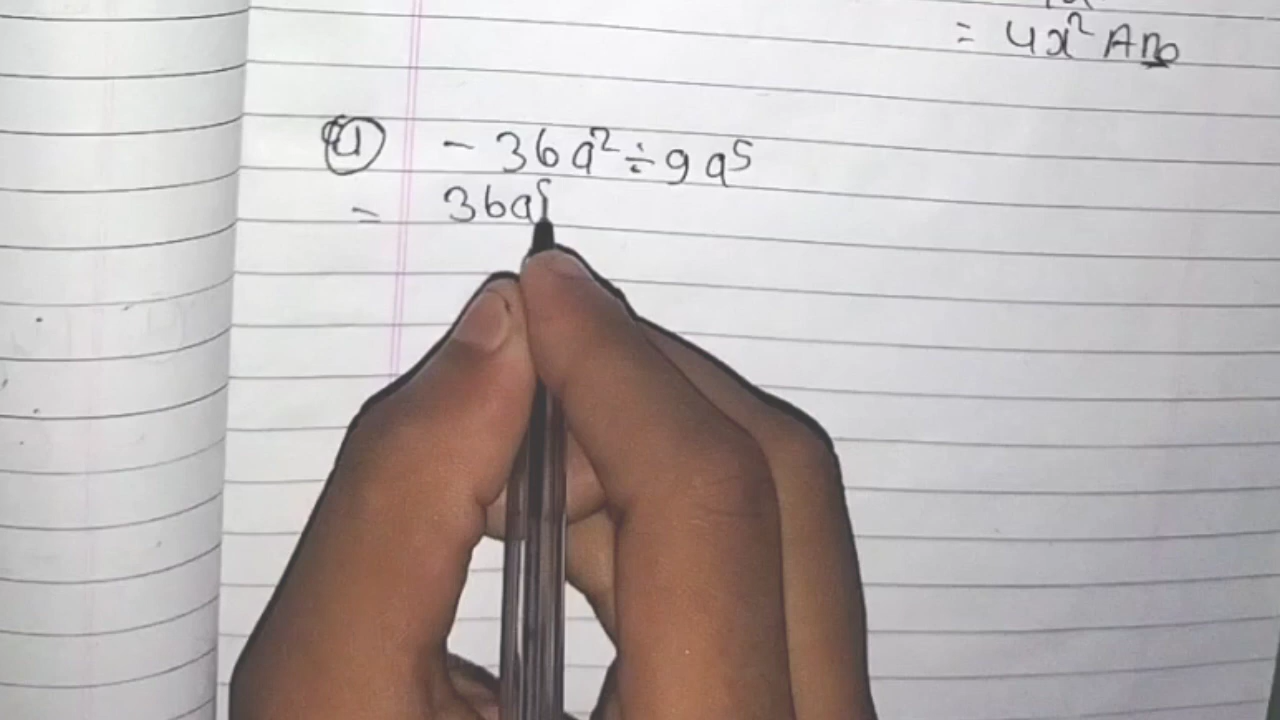 = 4x² Ans
④ - 36a² ÷ 9a⁵
= 36a